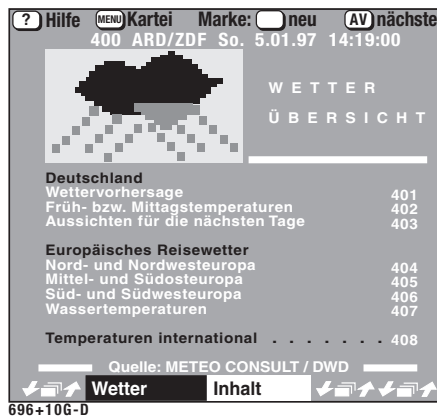 ? Hilfe MENU Kartei Marke: neu AV nächste
400 ARD/ZDF So. 5.01.97 14:19:00
WETTER
ÜBERSICHT
Deutschland
Wettervorhersage 401
Früh- bzw. Mittagstemperaturen 402
Aussichten für die nächsten Tage 403
Europäisches Reisewetter
Nord- und Nordwesteuropa 404
Mittel- und Südosteuropa 405
Süd- und Südwesteuropa 406
Wassertemperaturen 407
Temperaturen international . . . . . . . 408
Quelle: METEO CONSULT / DWD
Wetter Inhalt
696+10G-D